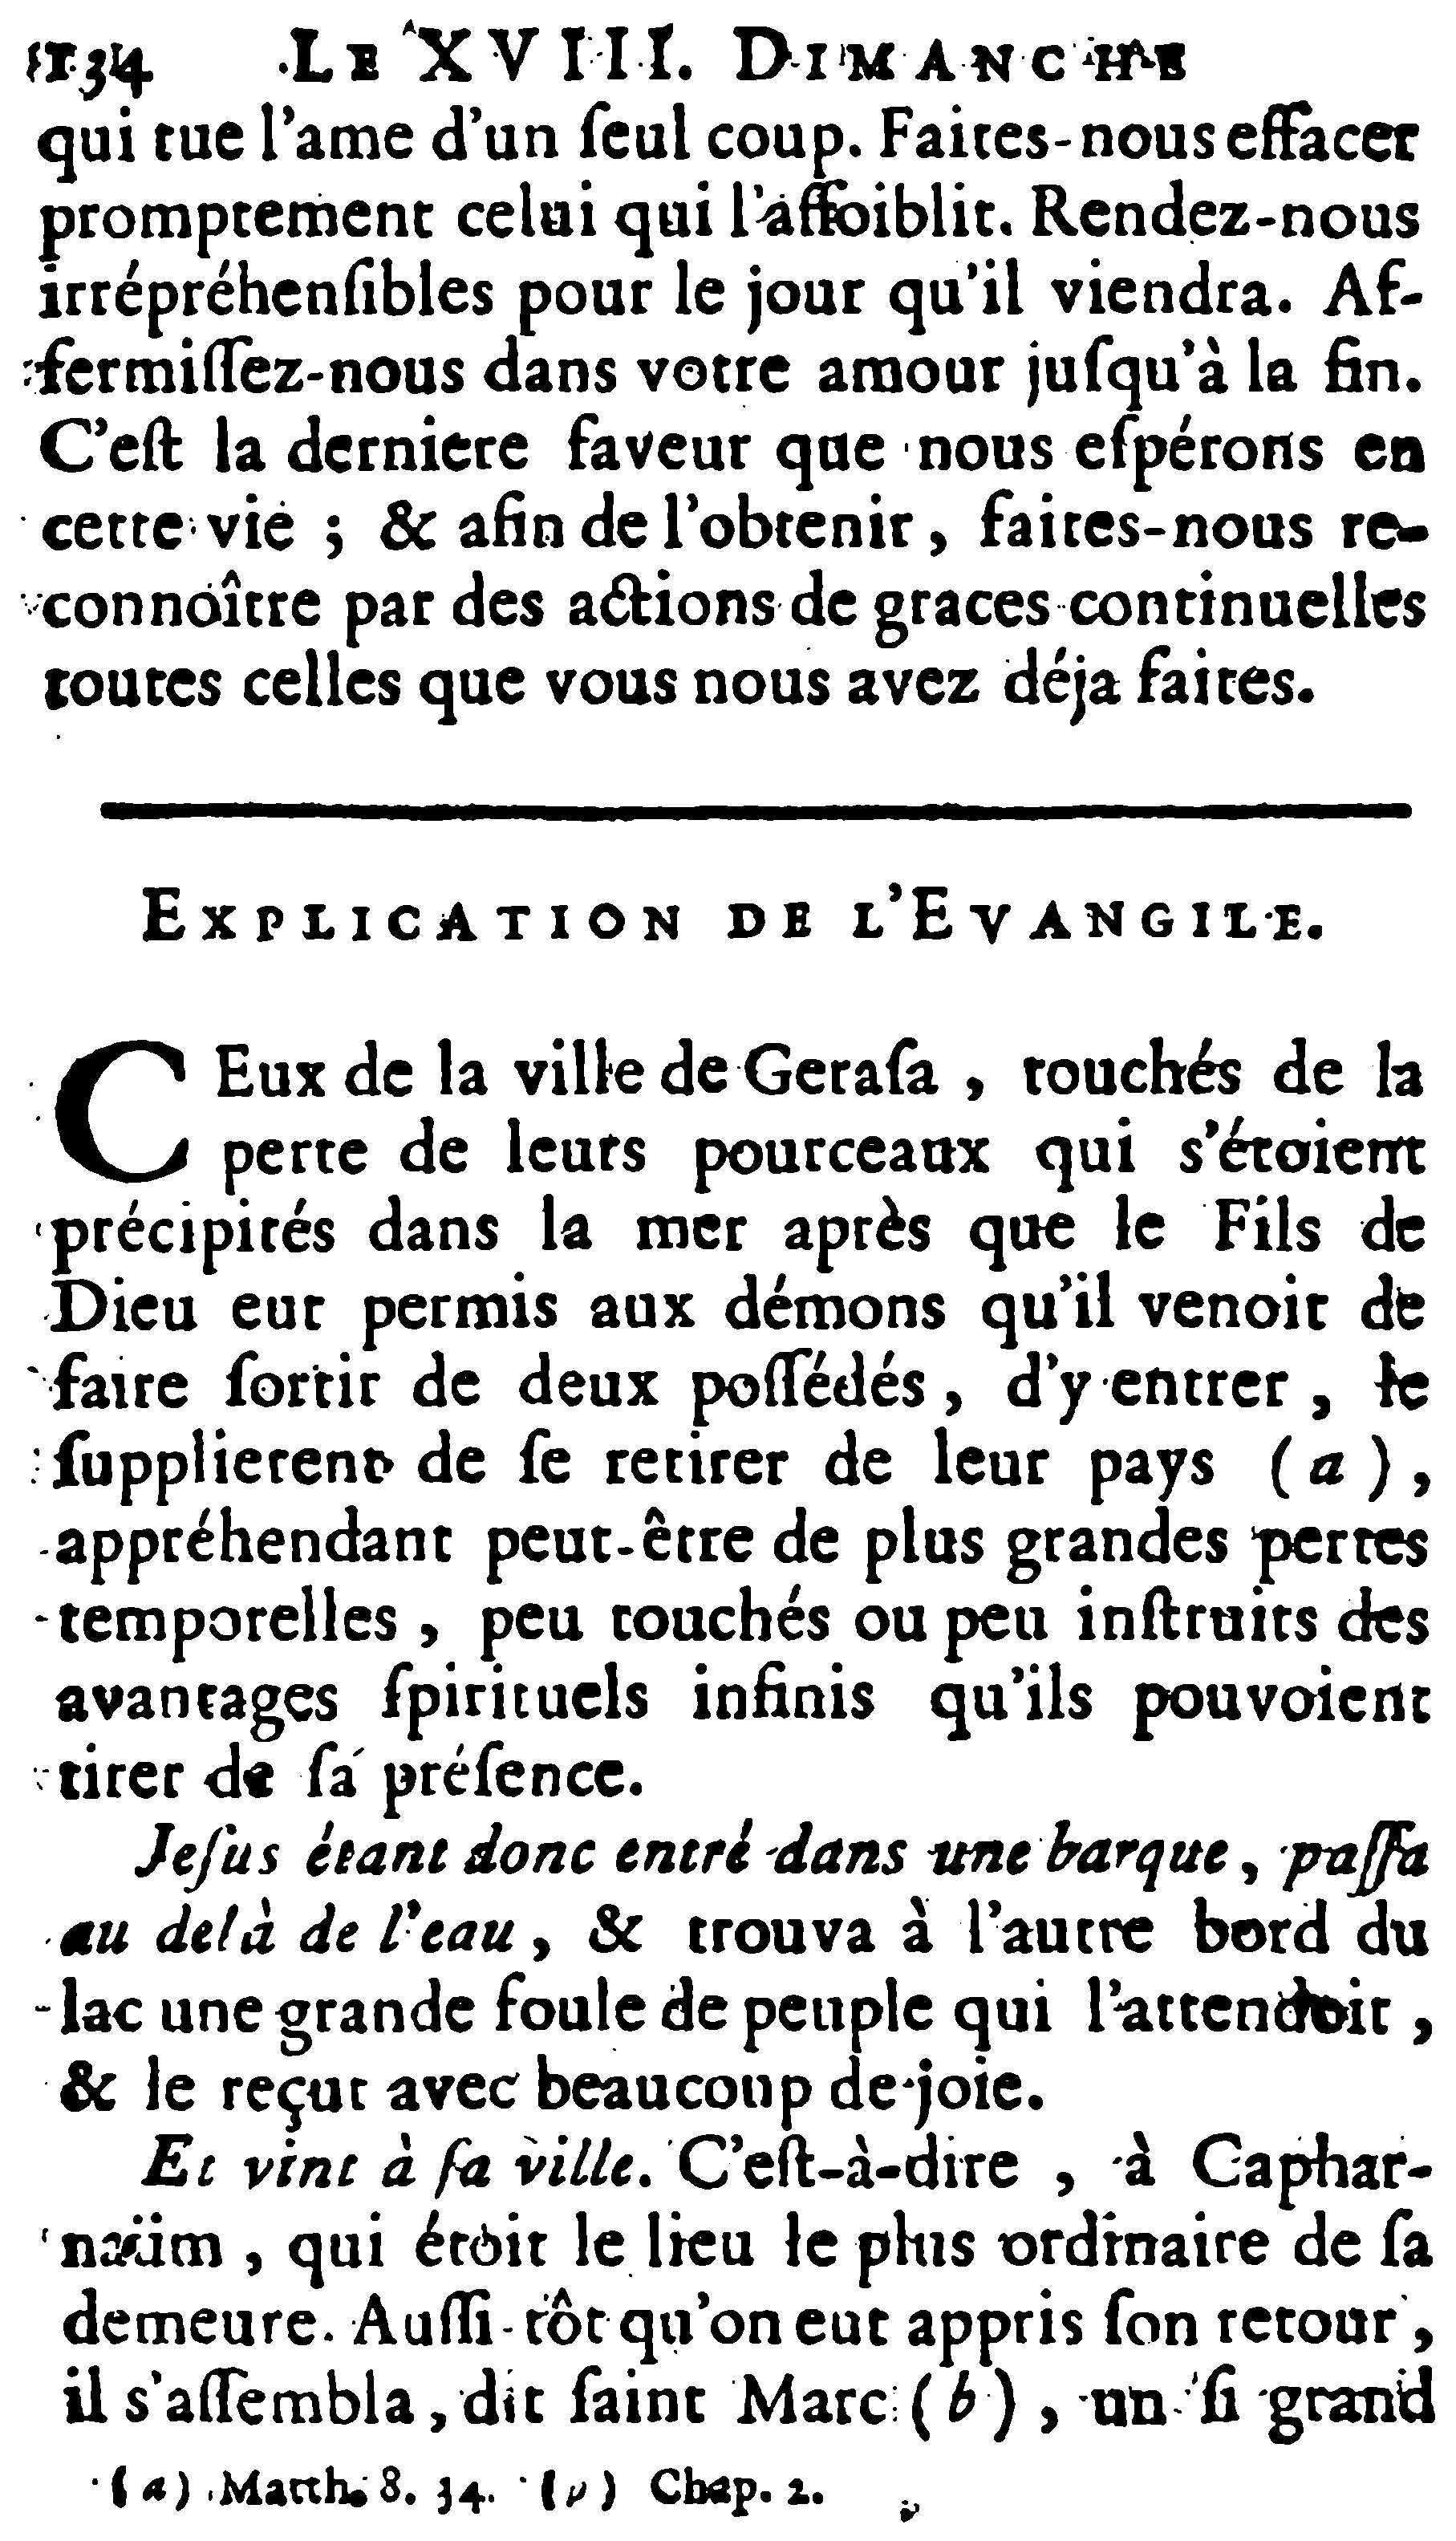 134 LE XVIII. DIMANCHE
qui tue l'ame d'un ſeul coup. Faites-nous effacer
promptement celui qui l'affoiblit. Rendez-nous
irrépréhenſibles pour le jour qu'il viendra. Af-
fermiſſez-nous dans votre amour juſqu'à la fin.
C'eſt la derniere faveur que nous eſpérons en
cette vie ; & afin de l'obtenir, faites-nous re-
connoître par des actions de graces continuelles
toutes celles que vous nous avez déja faites.
EXPLICATION DE L'EVANGILE.
CEux de la ville de Geraſa, touchés de la
perte de leurs pourceaux qui s'étoient
précipités dans la mer après que le Fils de
Dieu eut permis aux démons qu'il venoit de
faire ſortir de deux poſſédés, d'y entrer, le
ſupplierent de ſe retirer de leur pays (a),
appréhendant peut-être de plus grandes pertes
temporelles, peu touchés ou peu inſtruits des
avantages ſpirituels infinis qu'ils pouvoient
tirer de ſa préſence.
Jeſus étant donc entré dans une barque, paſſa
au delà de l'eau, & trouva à l'autre bord du
lac une grande foule de peuple qui l'attendoit,
& le reçut avec beaucoup de joie.
Et vint à ſa ville. C'eſt-à-dire, à Caphar-
naüm, qui étoit le lieu le plus ordinaire de ſa
demeure. Auſſi-tôt qu'on eut appris ſon retour,
il s'aſſembla, dit ſaint Marc (b), un ſi grand
(a) Matth. 8. 34. (b) Chap. 2.